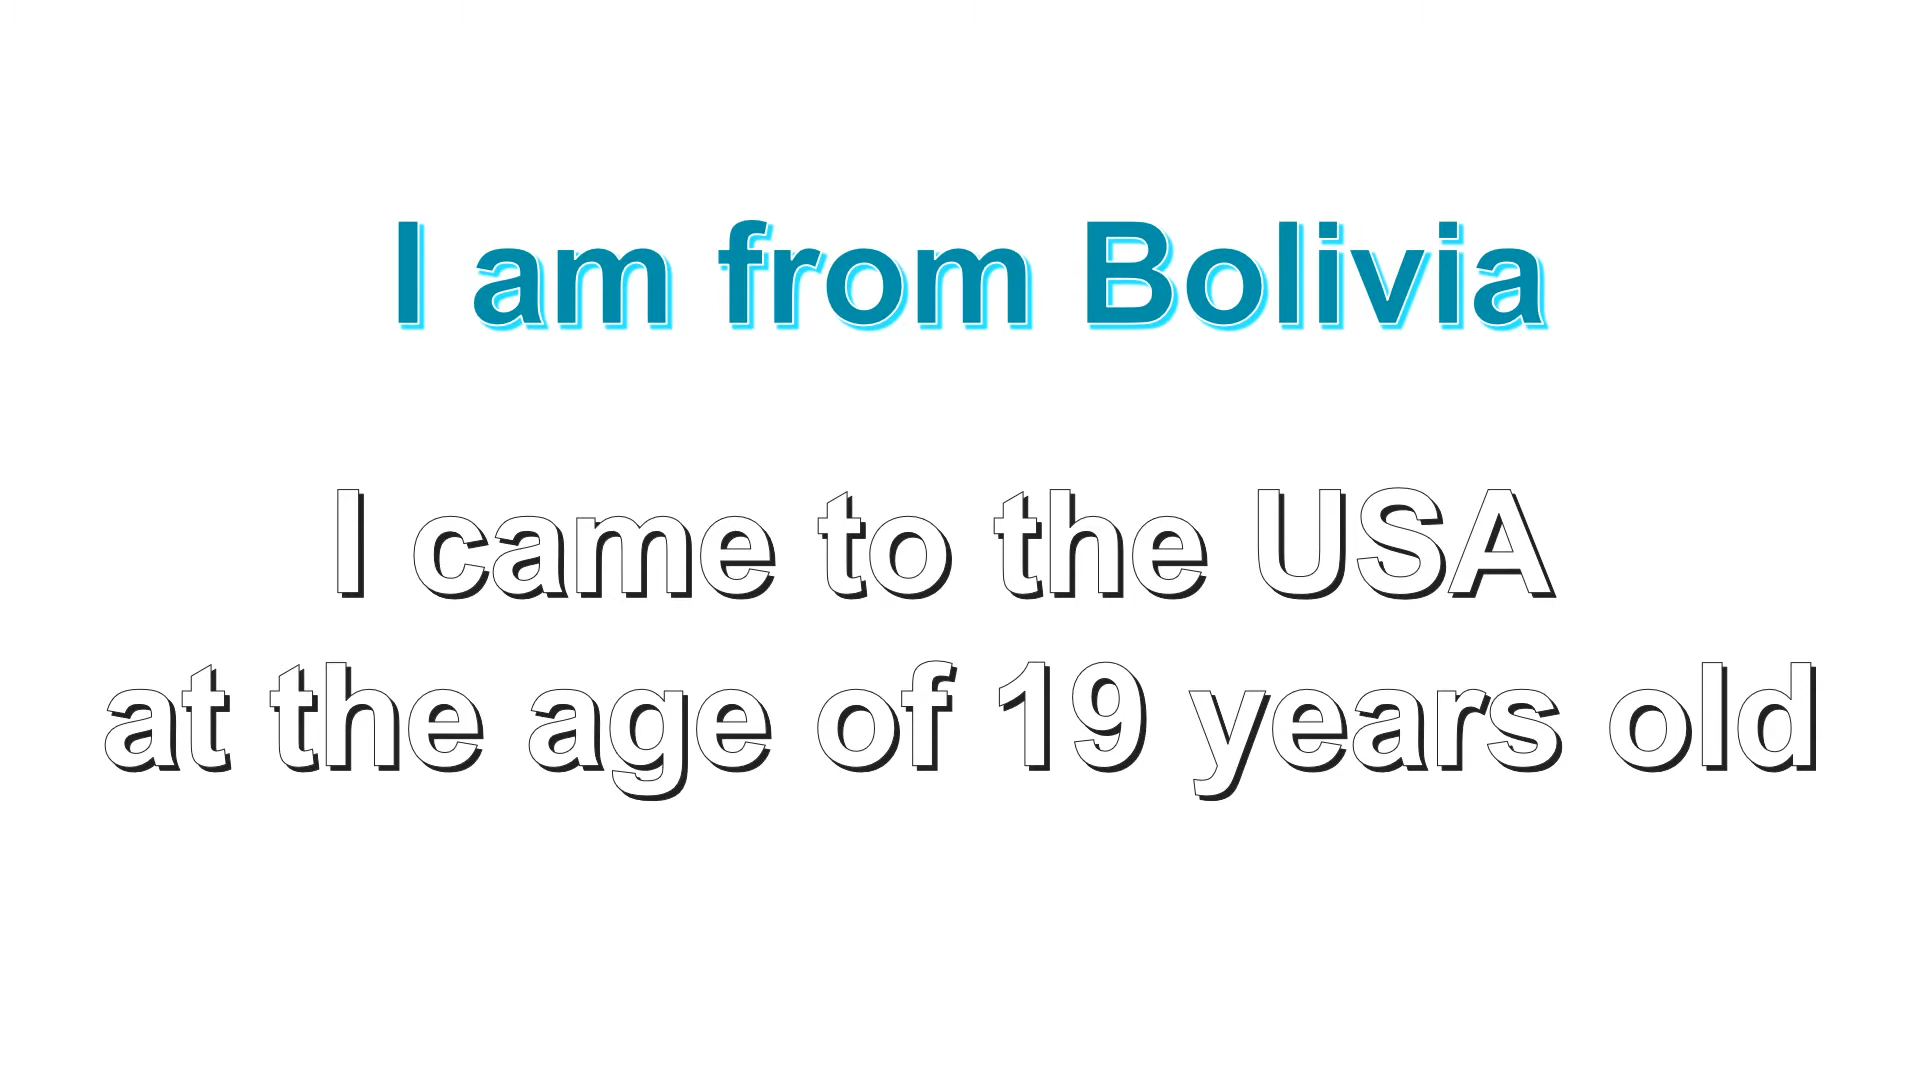 I am from Bolivia
I came to the USA
at the age of 19 years old